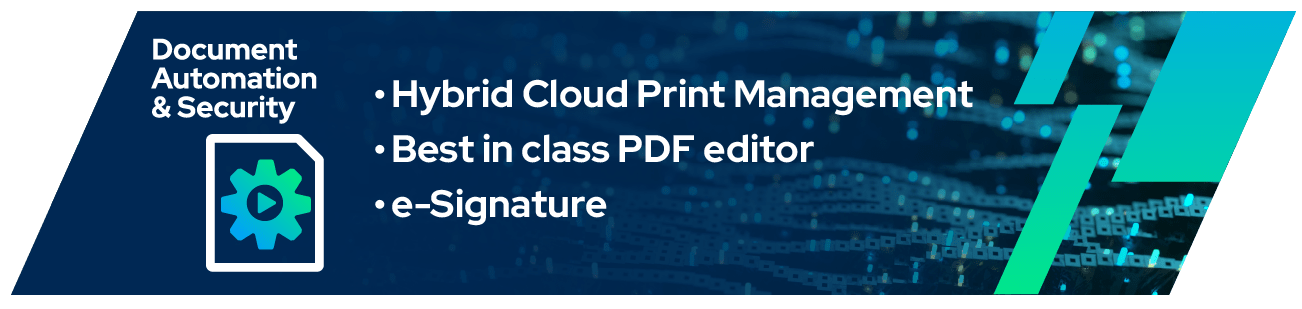 Document
Automation
& Security
• Hybrid Cloud Print Management
• Best in class PDF editor
• e-Signature